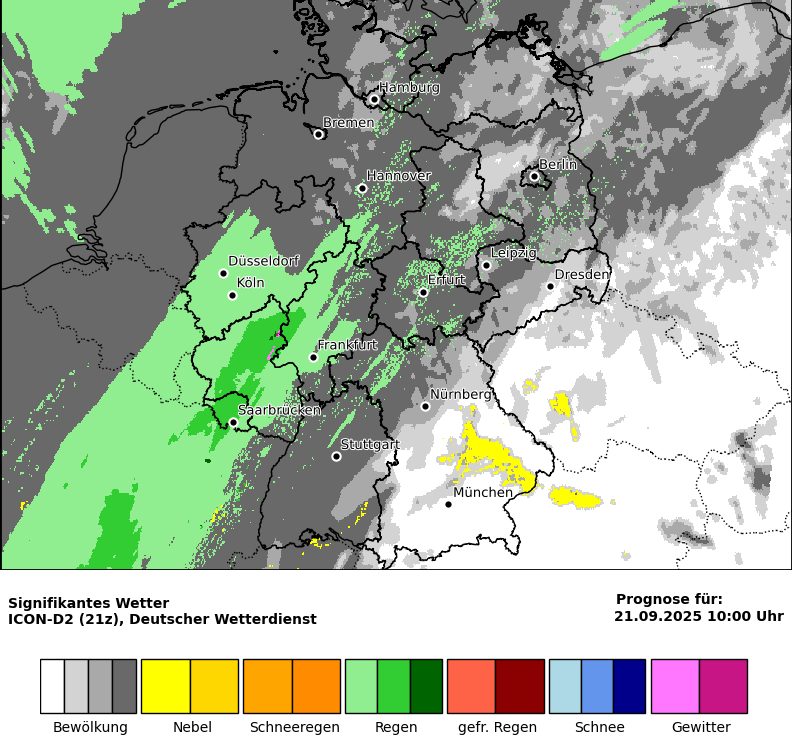 Hamburg
Bremen
Berlin
Hannover
Düsseldorf
Leipzig
Köln
Erfurt
Dresden
Frankfurt
Nürnberg
Saarbrücken
Stuttgart
München
Signifikantes Wetter
ICON-D2 (21z), Deutscher Wetterdienst
Prognose für:
21.09.2025 10:00 Uhr
Bewölkung Nebel Schneeregen Regen gefr. Regen Schnee Gewitter